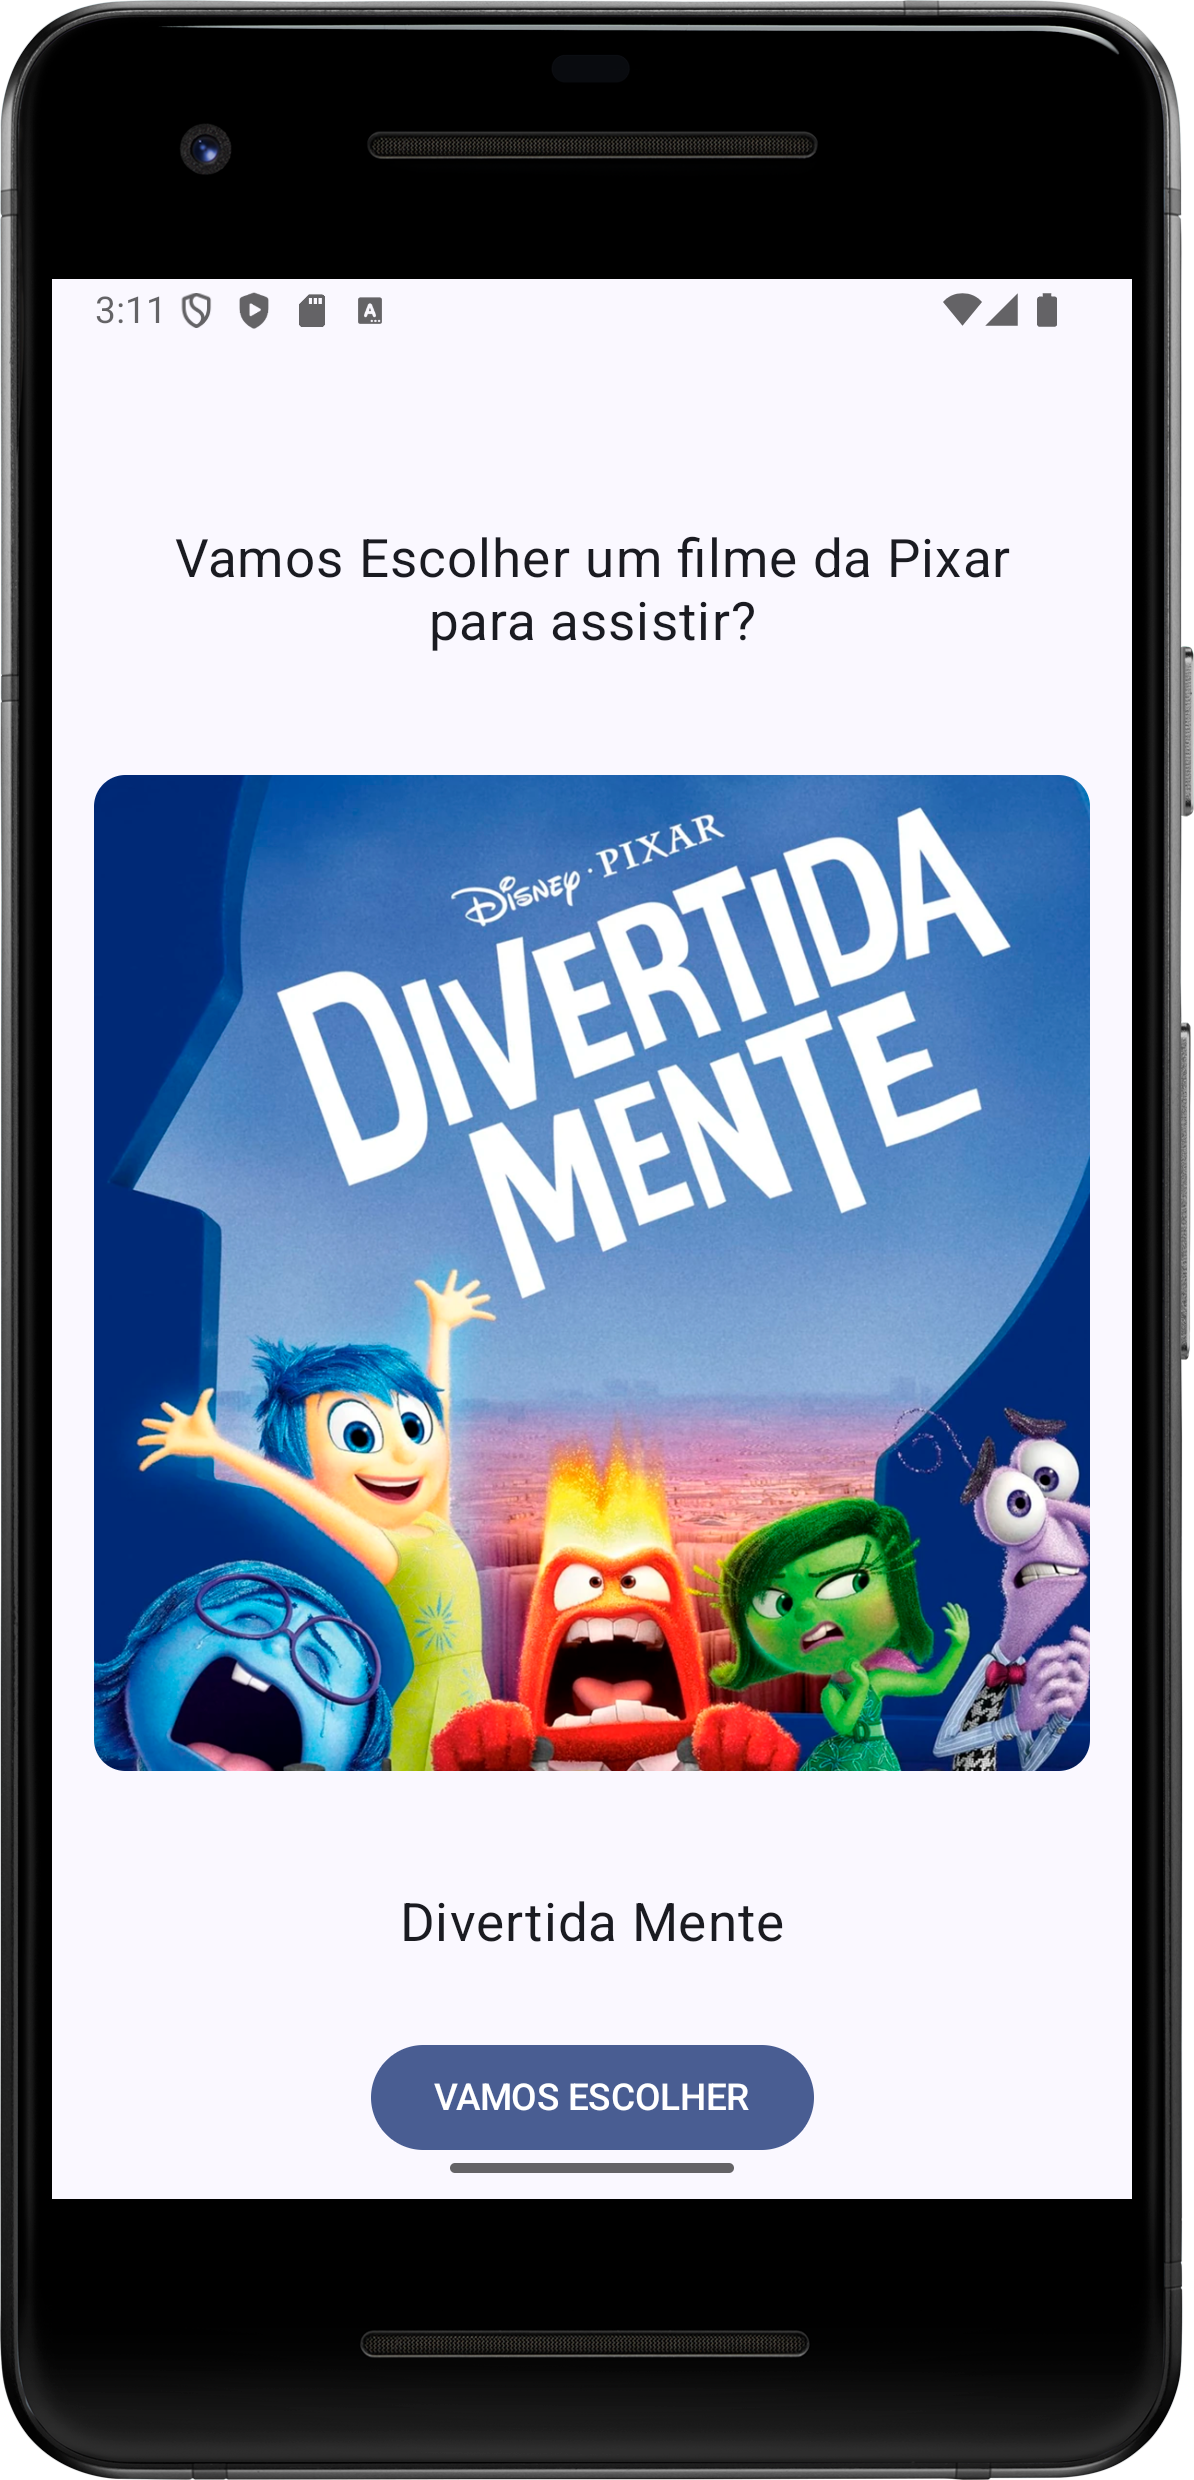 3:11
A
Vamos Escolher um filme da Pixar
para assistir?
Disney · PIXAR
DIVERTIDA
MENTE
Divertida Mente
VAMOS ESCOLHER